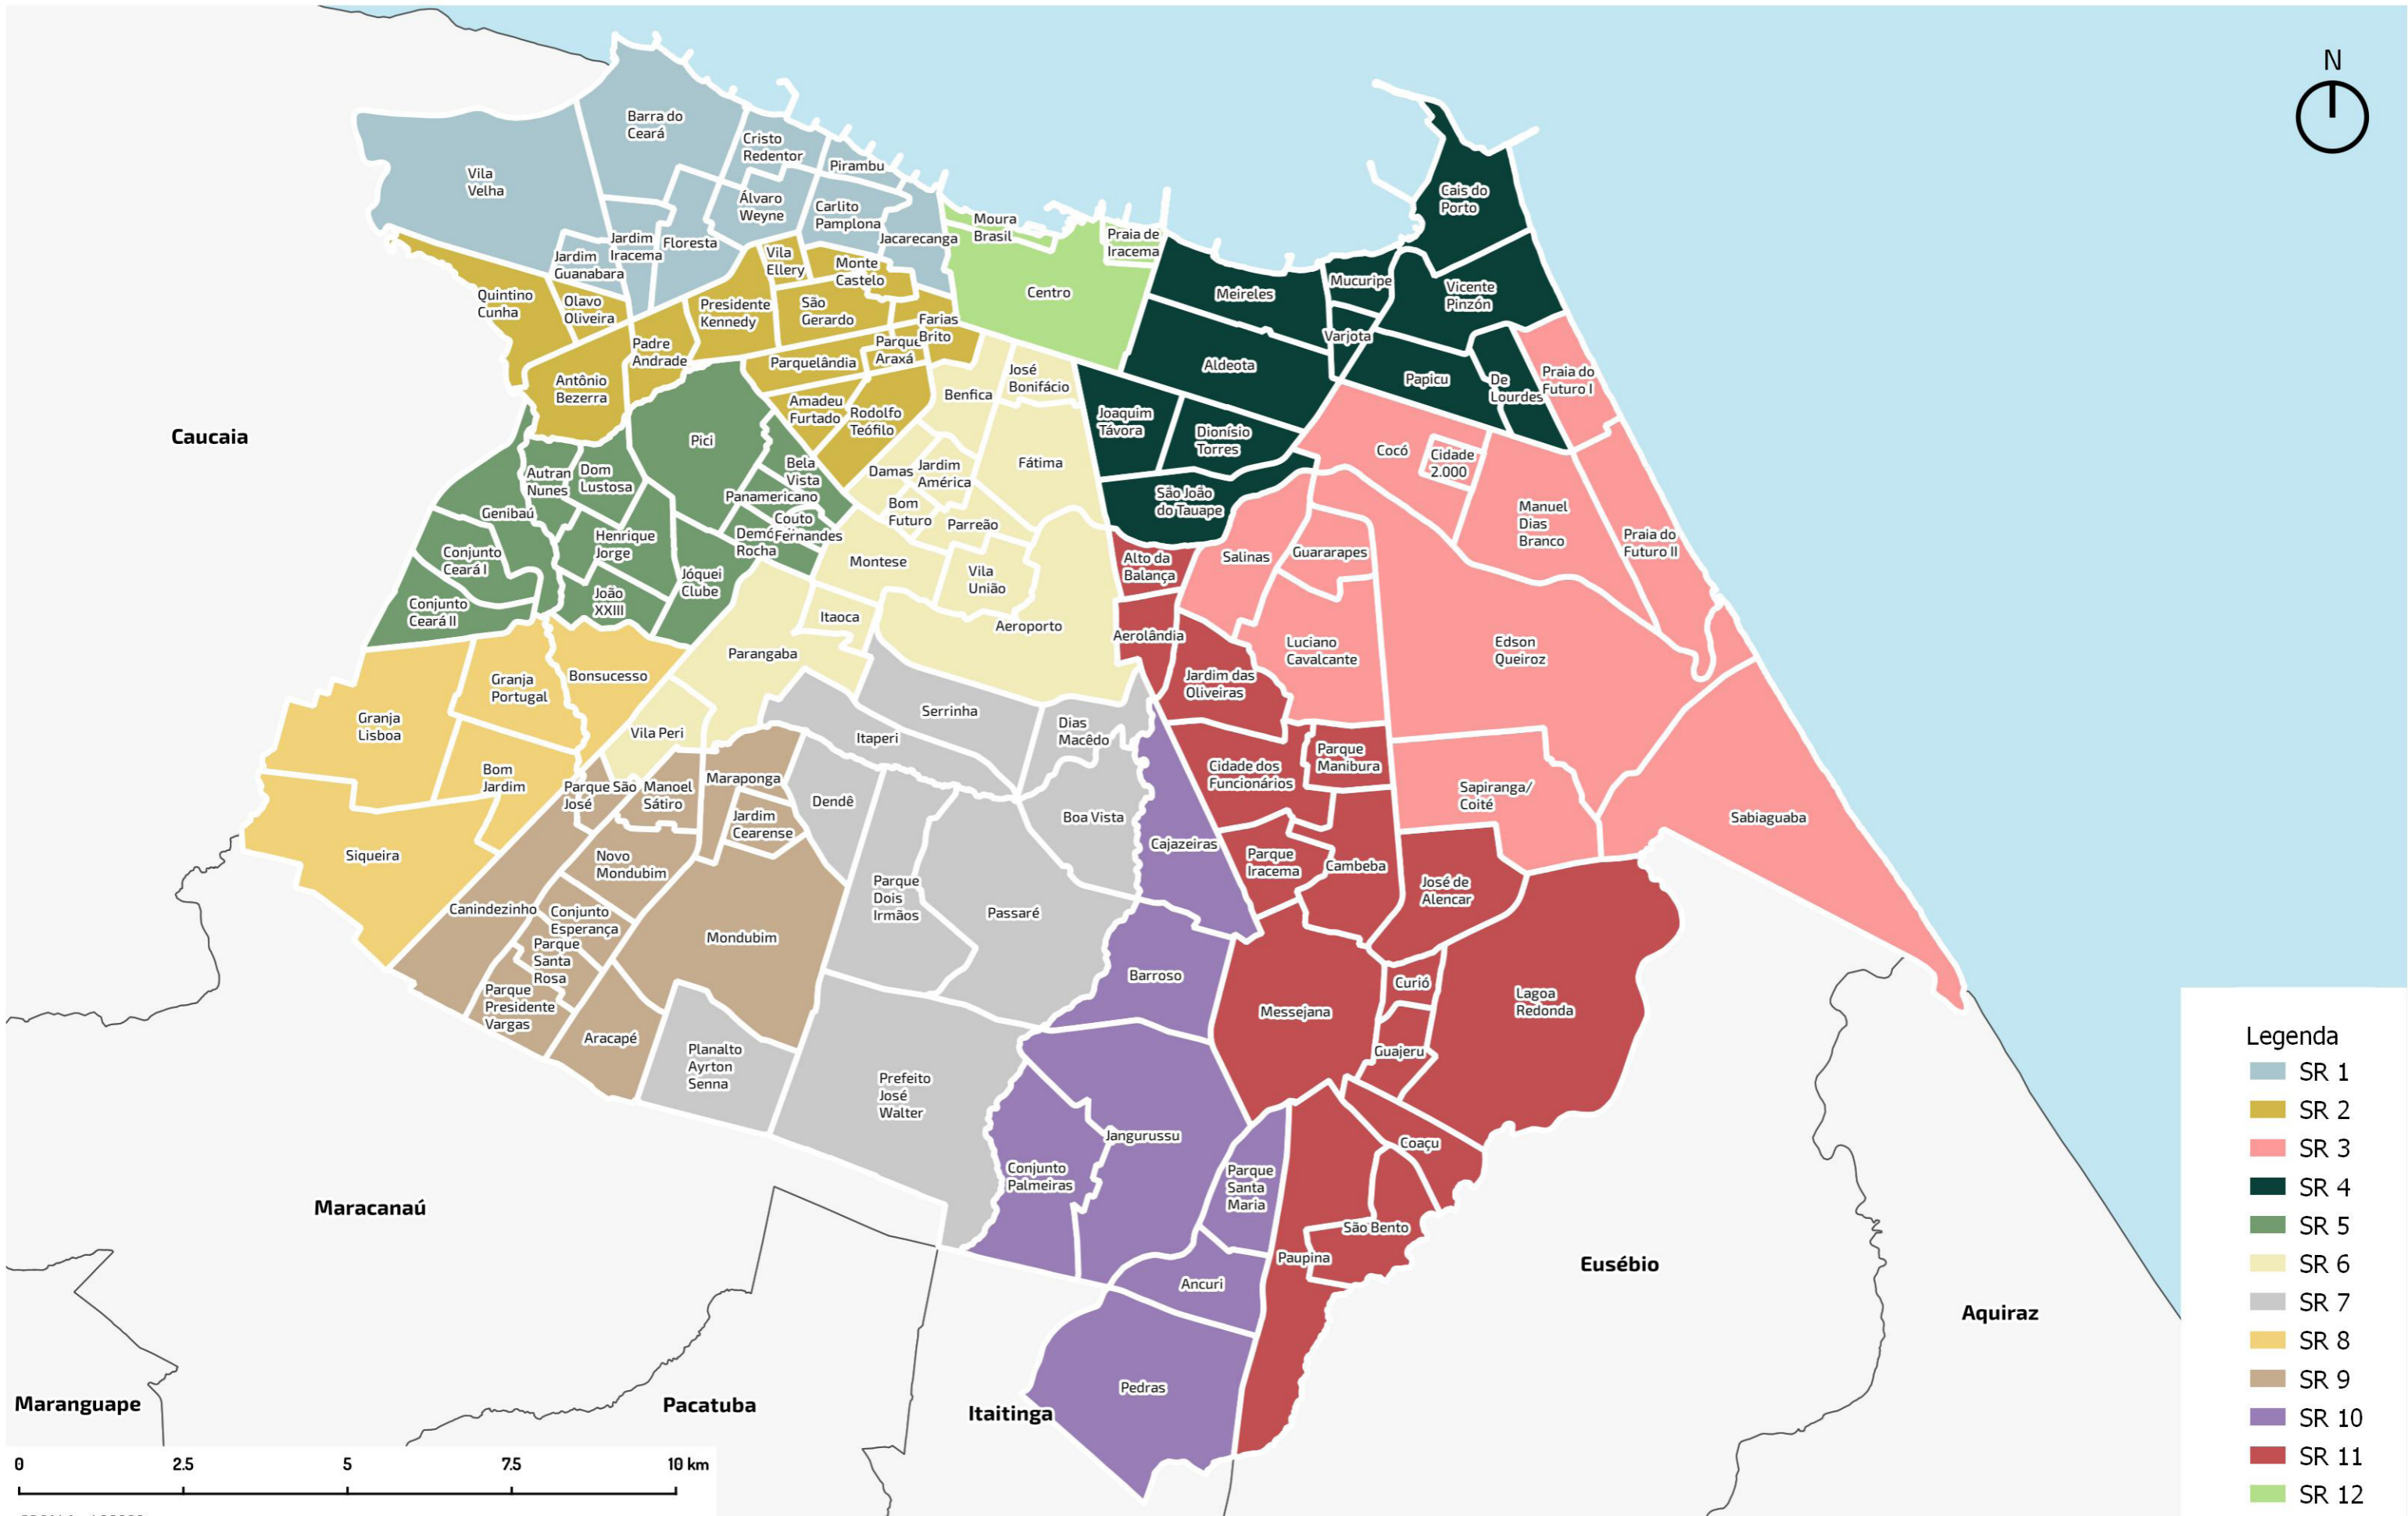 N
Barra do
Ceará
Cristo
Redentor
Pirambu
Vila
Velha
Álvaro
Weyne
Carlito
Pamplona
Jacarecanga
Jardim
Guanabara
Jardim
Iracema
Floresta
Moura
Brasil
Praia de
Iracema
Centro
Cais do
Porto
Meireles
Mucuripe
Vicente
Pinzón
Varjota
Aldeota
Papicu
De
Lourdes
Praia do
Futuro I
Vila
Ellery
Monte
Castelo
Quintino
Cunha
Olavo
Oliveira
Presidente
Kennedy
São
Gerardo
Farias
Brito
Padre
Andrade
Parquelândia
Parque
Araxá
Antônio
Bezerra
Amadeu
Furtado
Rodolfo
Teófilo
Benfica
José
Bonifácio
Joaquim
Távora
Dionísio
Torres
Cocó
Cidade
2.000
Caucaia
Pici
Autran
Nunes
Dom
Lustosa
Bela
Vista
Panamericano
Damas
Jardim
América
Fátima
São João
do Tauape
Manuel
Dias
Branco
Praia do
Futuro II
Genibaú
Henrique
Jorge
Demó
Rocha
Couto
Fernandes
Bom
Futuro
Parreão
Conjunto
Ceará I
Jóquei
Clube
Montese
Vila
União
Alto da
Balança
Salinas
Guararapes
Conjunto
Ceará II
João
XXIII
Itaoca
Aeroporto
Aerolândia
Luciano
Cavalcante
Edson
Queiroz
Parangaba
Granja
Portugal
Bonsucesso
Jardim das
Oliveiras
Granja
Lisboa
Vila Peri
Serrinha
Itaperi
Dias
Macêdo
Cidade dos
Funcionários
Parque
Manibura
Bom
Jardim
Parque São
José
Manoel
Sátiro
Maraponga
Dendê
Sapiranga/
Coité
Sabiaguaba
Jardim
Cearense
Boa Vista
Cajazeiras
Siqueira
Novo
Mondubim
Parque
Iracema
Cambeba
José de
Alencar
Parque
Dois
Irmãos
Passaré
Canindezinho
Conjunto
Esperança
Mondubim
Parque
Santa
Rosa
Barroso
Curió
Parque
Presidente
Vargas
Messejana
Lagoa
Redonda
Aracapé
Planalto
Ayrton
Senna
Prefeito
José
Walter
Guajeru
Jangurussu
Coaçu
Conjunto
Palmeiras
Parque
Santa
Maria
São Bento
Paupina
Ancuri
Pedras
Maracanaú
Eusébio
Aquiraz
Maranguape
Pacatuba
Itaitinga
0 2.5 5 7.5 10 km
Legenda
SR 1
SR 2
SR 3
SR 4
SR 5
SR 6
SR 7
SR 8
SR 9
SR 10
SR 11
SR 12